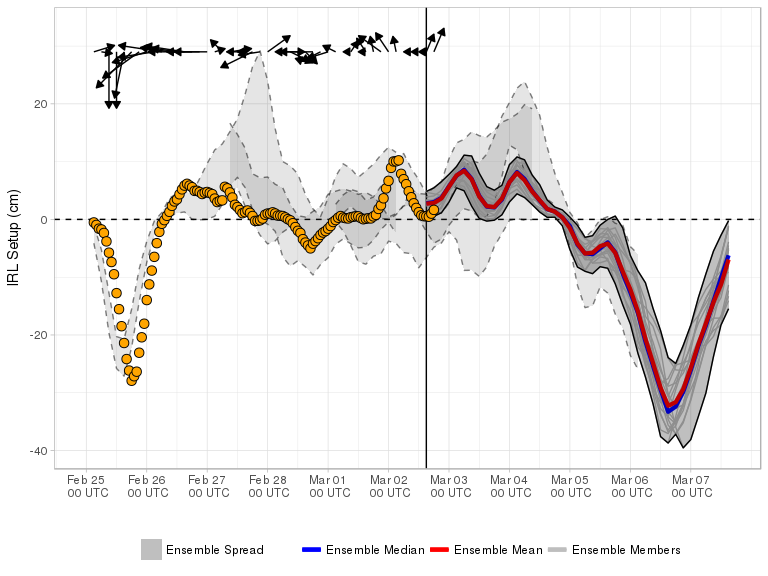 20
0
-20
-40
IRL Setup (cm)
Feb 25 Feb 26 Feb 27 Feb 28 Mar 01 Mar 02 Mar 03 Mar 04 Mar 05 Mar 06 Mar 07
00 UTC 00 UTC 00 UTC 00 UTC 00 UTC 00 UTC 00 UTC 00 UTC 00 UTC 00 UTC 00 UTC
Ensemble Spread Ensemble Median Ensemble Mean Ensemble Members